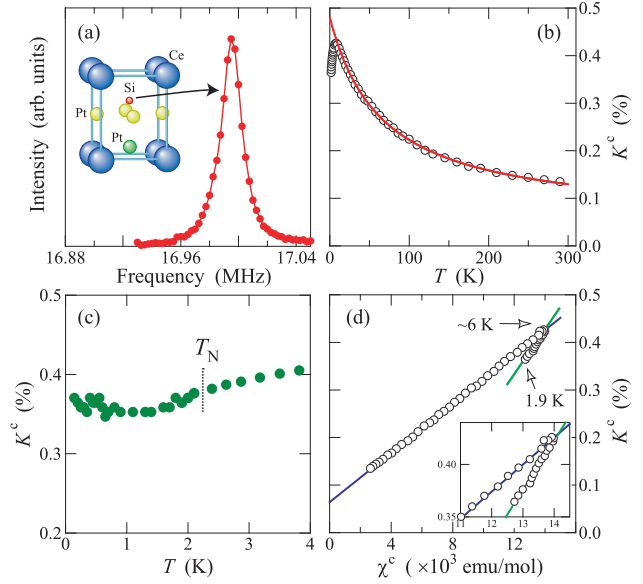 (a)
Ce
Si
Pt
Pt
Intensity (arb. units)
16.88
16.96
17.04
Frequency (MHz)
(b)
0.5
0.4
0.3
0.2
0.1
0.0
K c (%)
0
100
200
300
T (K)
(c)
0.4
0.3
0.2
K c (%)
T N
0
1
2
3
4
T (K)
(d)
~6 K
1.9 K
0.5
0.4
0.3
0.2
0.1
0.0
K c (%)
0.40
0.35
11
12
13
14
0
4
8
12
χ c ( ×10 3 emu/mol)